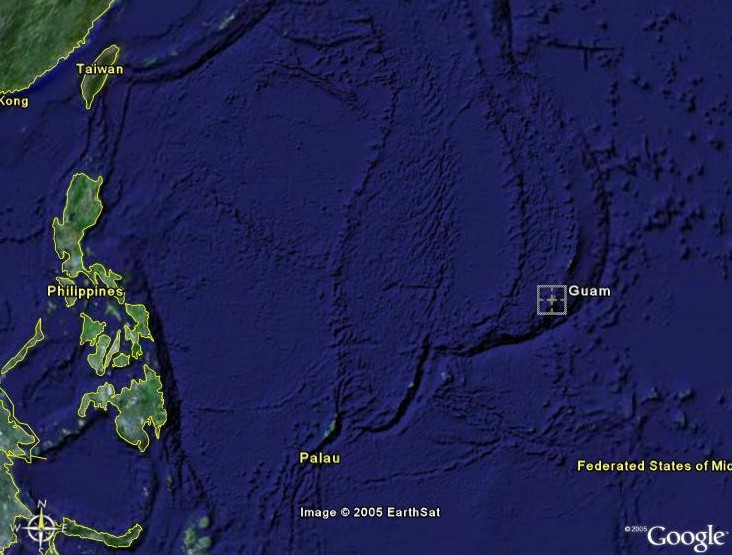 Taiwan
Kong
Philippines
Guam
Palau
Federated States of Mic
Image © 2005 EarthSat
© 2005 Google
N
W E
S